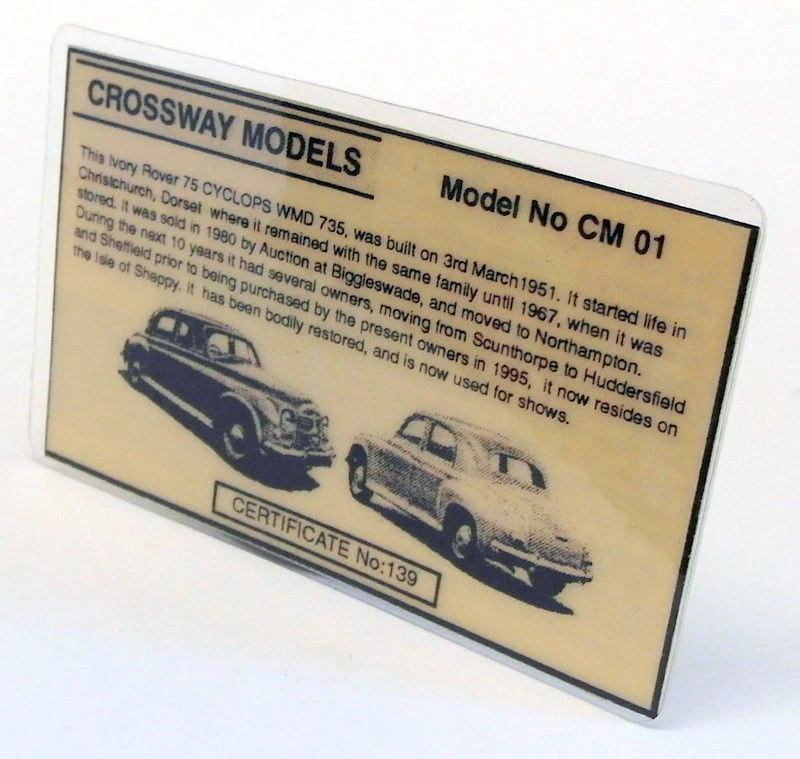 CROSSWAY MODELS
Model No CM 01
This Ivory Rover 75 CYCLOPS WMD 735, was built on 3rd March1951. It started life in
Christchurch, Dorset where it remained with the same family until 1967, when it was
stored. It was sold in 1980 by Auction at Biggleswade, and moved to Northampton.
During the next 10 years it had several owners, moving from Scunthorpe to Huddersfield
and Sheffield prior to being purchased by the present owners in 1995, it now resides on
the Isle of Sheppy. It has been bodily restored, and is now used for shows.
CERTIFICATE No:139